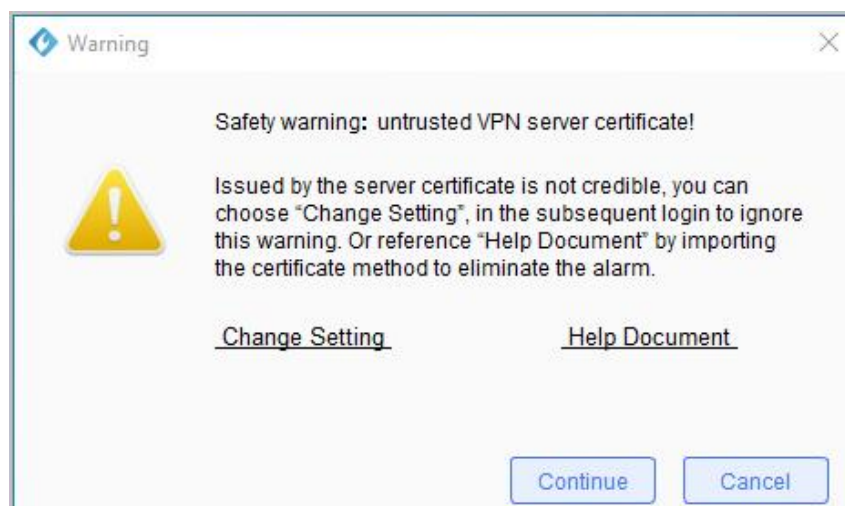 Warning
Safety warning: untrusted VPN server certificate!
Issued by the server certificate is not credible, you can
choose “Change Setting”, in the subsequent login to ignore
this warning. Or reference “Help Document” by importing
the certificate method to eliminate the alarm.
Change Setting Help Document
Continue Cancel